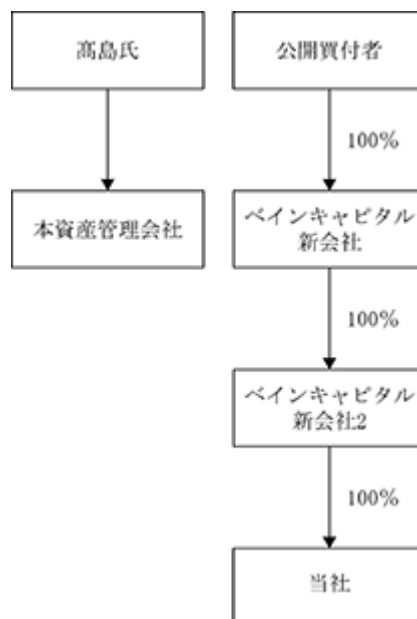 髙島氏
公開買付者
100%
本資産管理会社
ベインキャピタル
新会社
100%
ベインキャピタル
新会社2
100%
当社